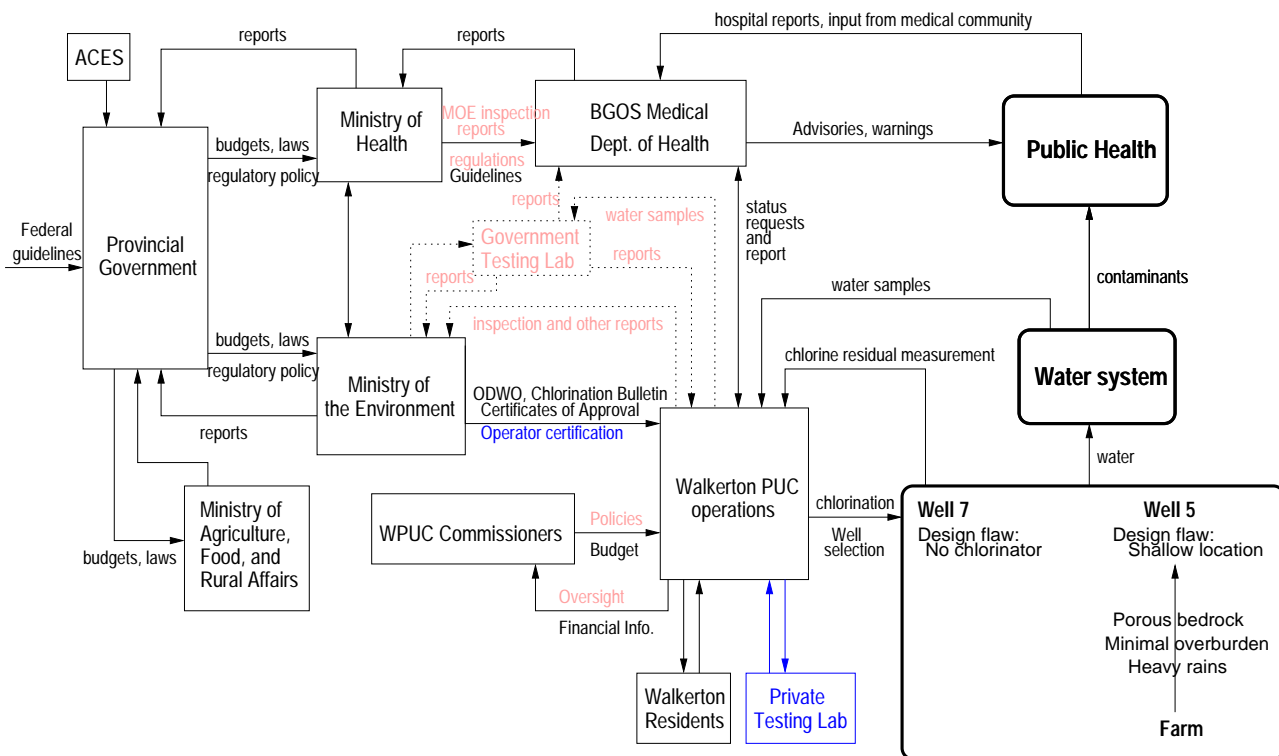 hospital reports, input from medical community
reports
reports
ACES
Ministry of
Health
MOE inspection
reports
regulations
Guidelines
BGOS Medical
Dept. of Health
Advisories, warnings
Public Health
budgets, laws
regulatory policy
Federal
guidelines
Provincial
Government
reports
water samples
status
requests and
report
Government
Testing Lab
reports
reports
contaminants
water samples
inspection and other reports
budgets, laws
regulatory policy
chlorine residual measurement
Water system
Ministry of
the Environment
ODWO, Chlorination Bulletin
Certificates of Approval
Operator certification
reports
water
Ministry of
Agriculture,
Food, and
Rural Affairs
budgets, laws
WPUC Commissioners
Policies
Budget
Oversight
Financial Info.
Walkerton PUC
operations
chlorination
Well
selection
Well 7
Design flaw:
No chlorinator
Well 5
Design flaw:
Shallow location
Porous bedrock
Minimal overburden
Heavy rains
Farm
Walkerton
Residents
Private
Testing Lab